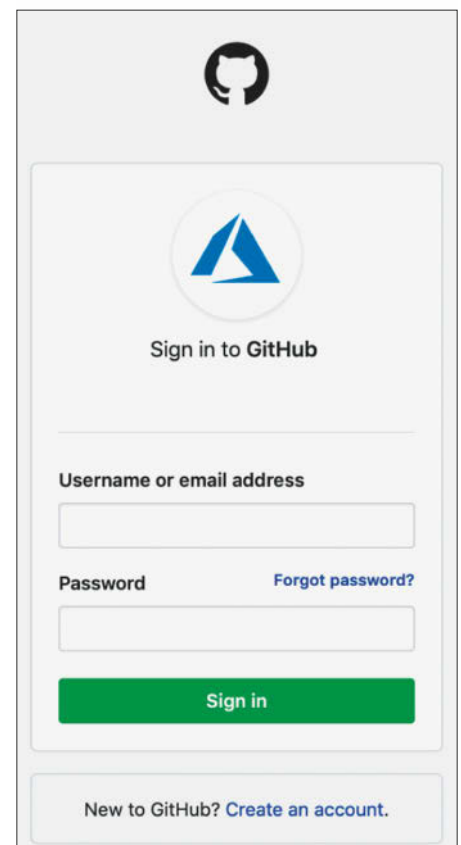 Sign in to GitHub
Username or email address
Password Forgot password?
Sign in
New to GitHub? Create an account.